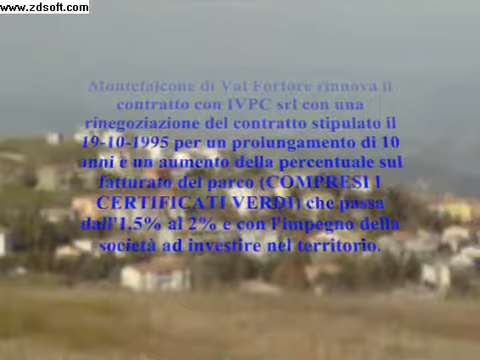 www.zdsoft.com
Montefalcone di Val Fortore rinnova il
contratto con IVPC srl con una
rinegoziazione del contratto stipulato il
19-10-1995 per un prolungamento di 10
anni e un aumento della percentuale sul
fatturato del parco (COMPRESI I
CERTIFICATI VERDI) che passa
dall'1,5% al 2% e con l'impegno della
società ad investire nel territorio.